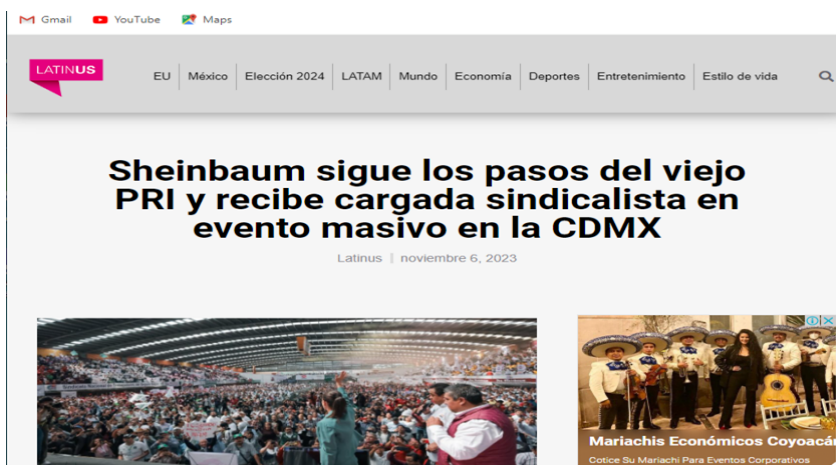 Gmail YouTube Maps
LATINUS
EU México Elección 2024 LATAM Mundo Economía Deportes Entretenimiento Estilo de vida
Sheinbaum sigue los pasos del viejo
PRI y recibe cargada sindicalista en
evento masivo en la CDMX
Latinus noviembre 6, 2023
Mariachis Económicos Coyoacán
Cotice Su Mariachi Para Eventos Corporativos